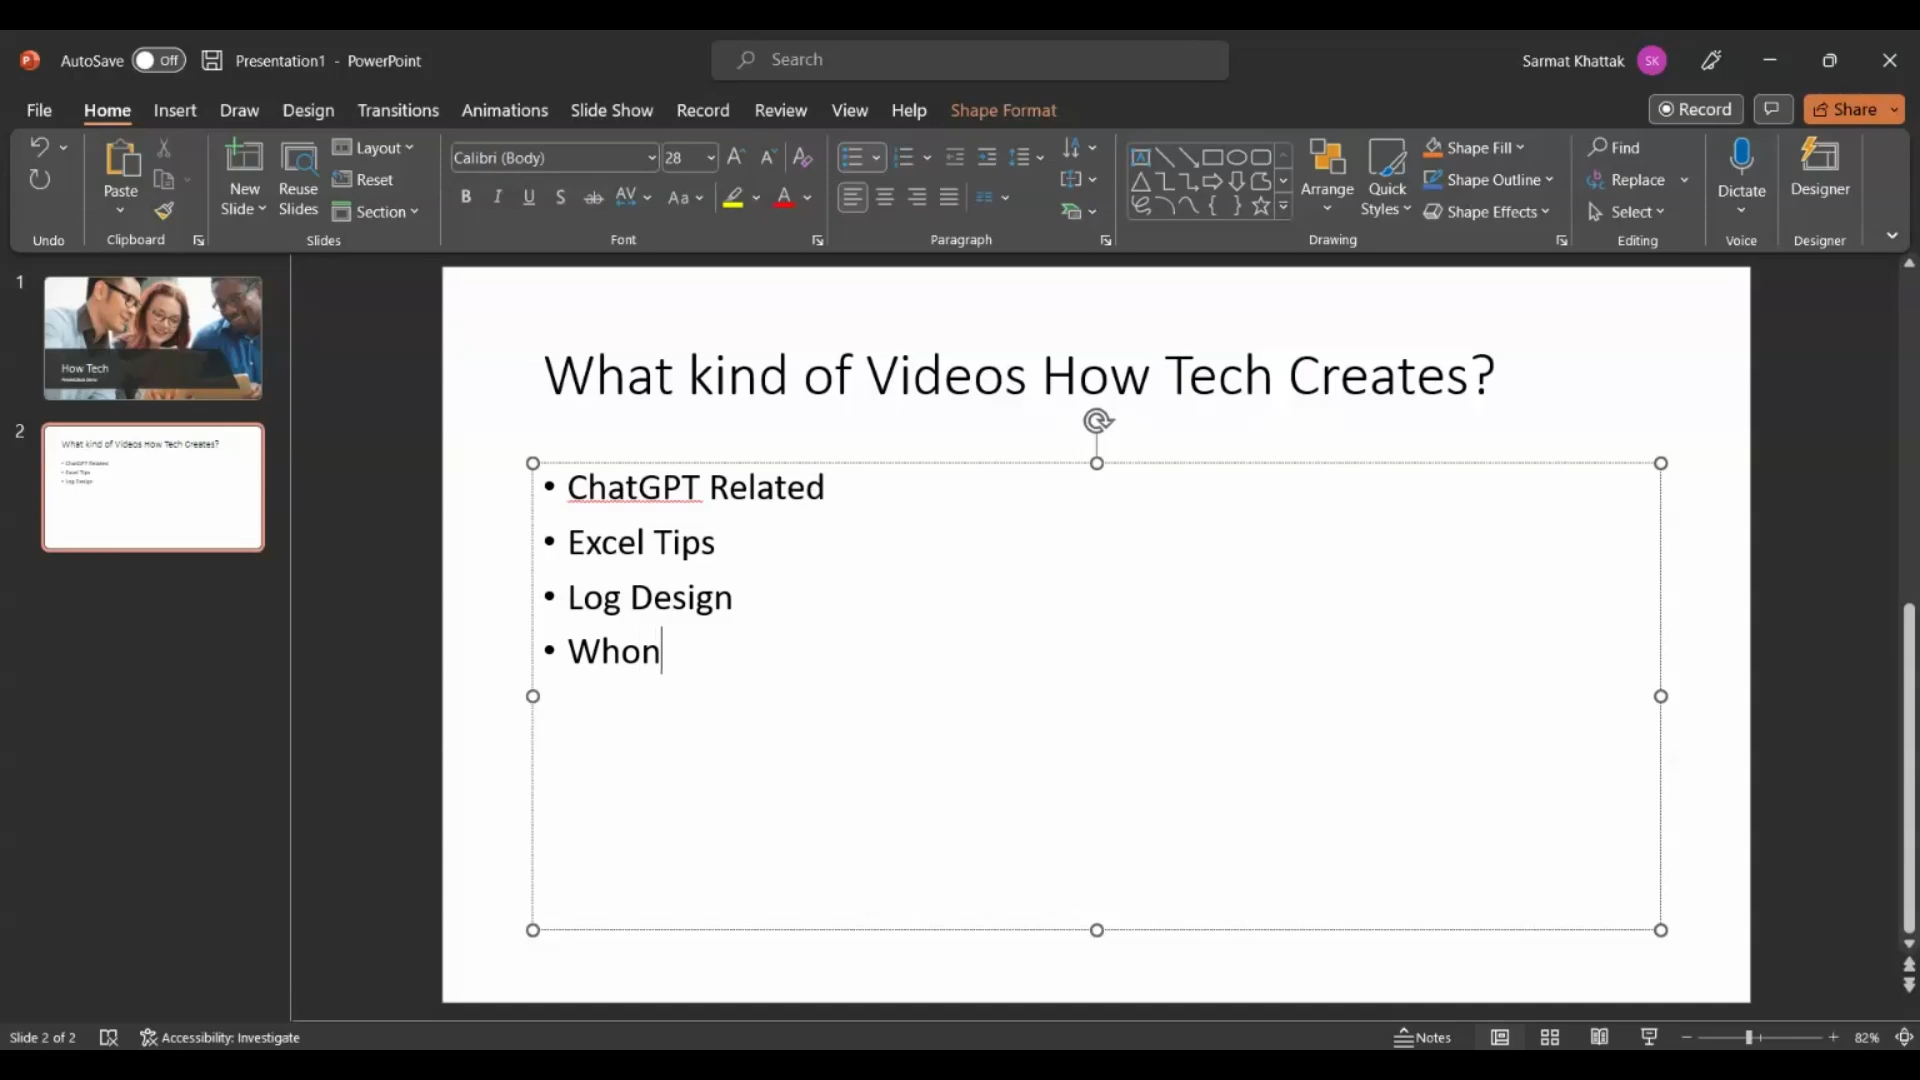 AutoSave Off Presentation1 - PowerPoint Search Sarmat Khattak SK
File Home Insert Draw Design Transitions Animations Slide Show Record Review View Help Shape Format Record Share
Paste New Slide Reuse Slides Layout Reset Section
Calibri (Body) 28
B I U S ab AV Aa A
Arrange Quick Styles Shape Fill Shape Outline Shape Effects
Find Replace Select
Dictate Designer
Undo Clipboard Slides Font Paragraph Drawing Editing Voice Designer
1
How Tech
2
What kind of Videos How Tech Creates?
• ChatGPT Related
• Excel Tips
• Log Design
What kind of Videos How Tech Creates?
• ChatGPT Related
• Excel Tips
• Log Design
• Whon
Slide 2 of 2 Accessibility: Investigate Notes 82%